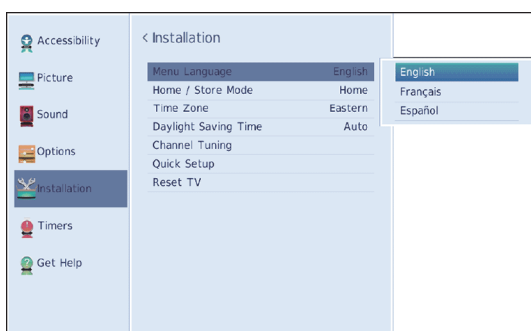 Accessibility
Picture
Sound
Options
Installation
Timers
Get Help
< Installation
Menu Language English
Home / Store Mode Home
Time Zone Eastern
Daylight Saving Time Auto
Channel Tuning
Quick Setup
Reset TV
English
Français
Español